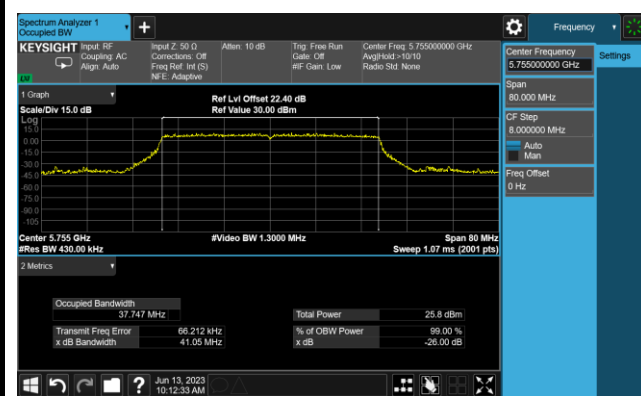 Spectrum Analyzer 1
Occupied BW
+
Frequency
KEYSIGHT
Input: RF
Coupling: AC
Align: Auto
Input Z: 50 Ω
Corrections: Off
Freq Ref: Int (S)
NFE: Adaptive
Atten: 10 dB
Trig: Free Run
Gate: Off
#IF Gain: Low
Center Freq: 5.755000000 GHz
Avg|Hold:>10/10
Radio Std: None
Center Frequency
5.755000000 GHz
Settings
Span
80.000 MHz
CF Step
8.000000 MHz
Auto
Man
Freq Offset
0 Hz
1 Graph
Scale/Div 15.0 dB
Ref Lvl Offset 22.40 dB
Ref Value 30.00 dBm
Log
15.0
0.00
-15.0
-30.0
-45.0
-60.0
-75.0
-90.0
-105
Center 5.755 GHz
#Res BW 430.00 kHz
#Video BW 1.3000 MHz
Span 80 MHz
Sweep 1.07 ms (2001 pts)
2 Metrics
Occupied Bandwidth
37.747 MHz
Transmit Freq Error 66.212 kHz
x dB Bandwidth 41.05 MHz
Total Power 25.8 dBm
% of OBW Power 99.00 %
x dB -26.00 dB
?
Jun 13, 2023
10:12:33 AM